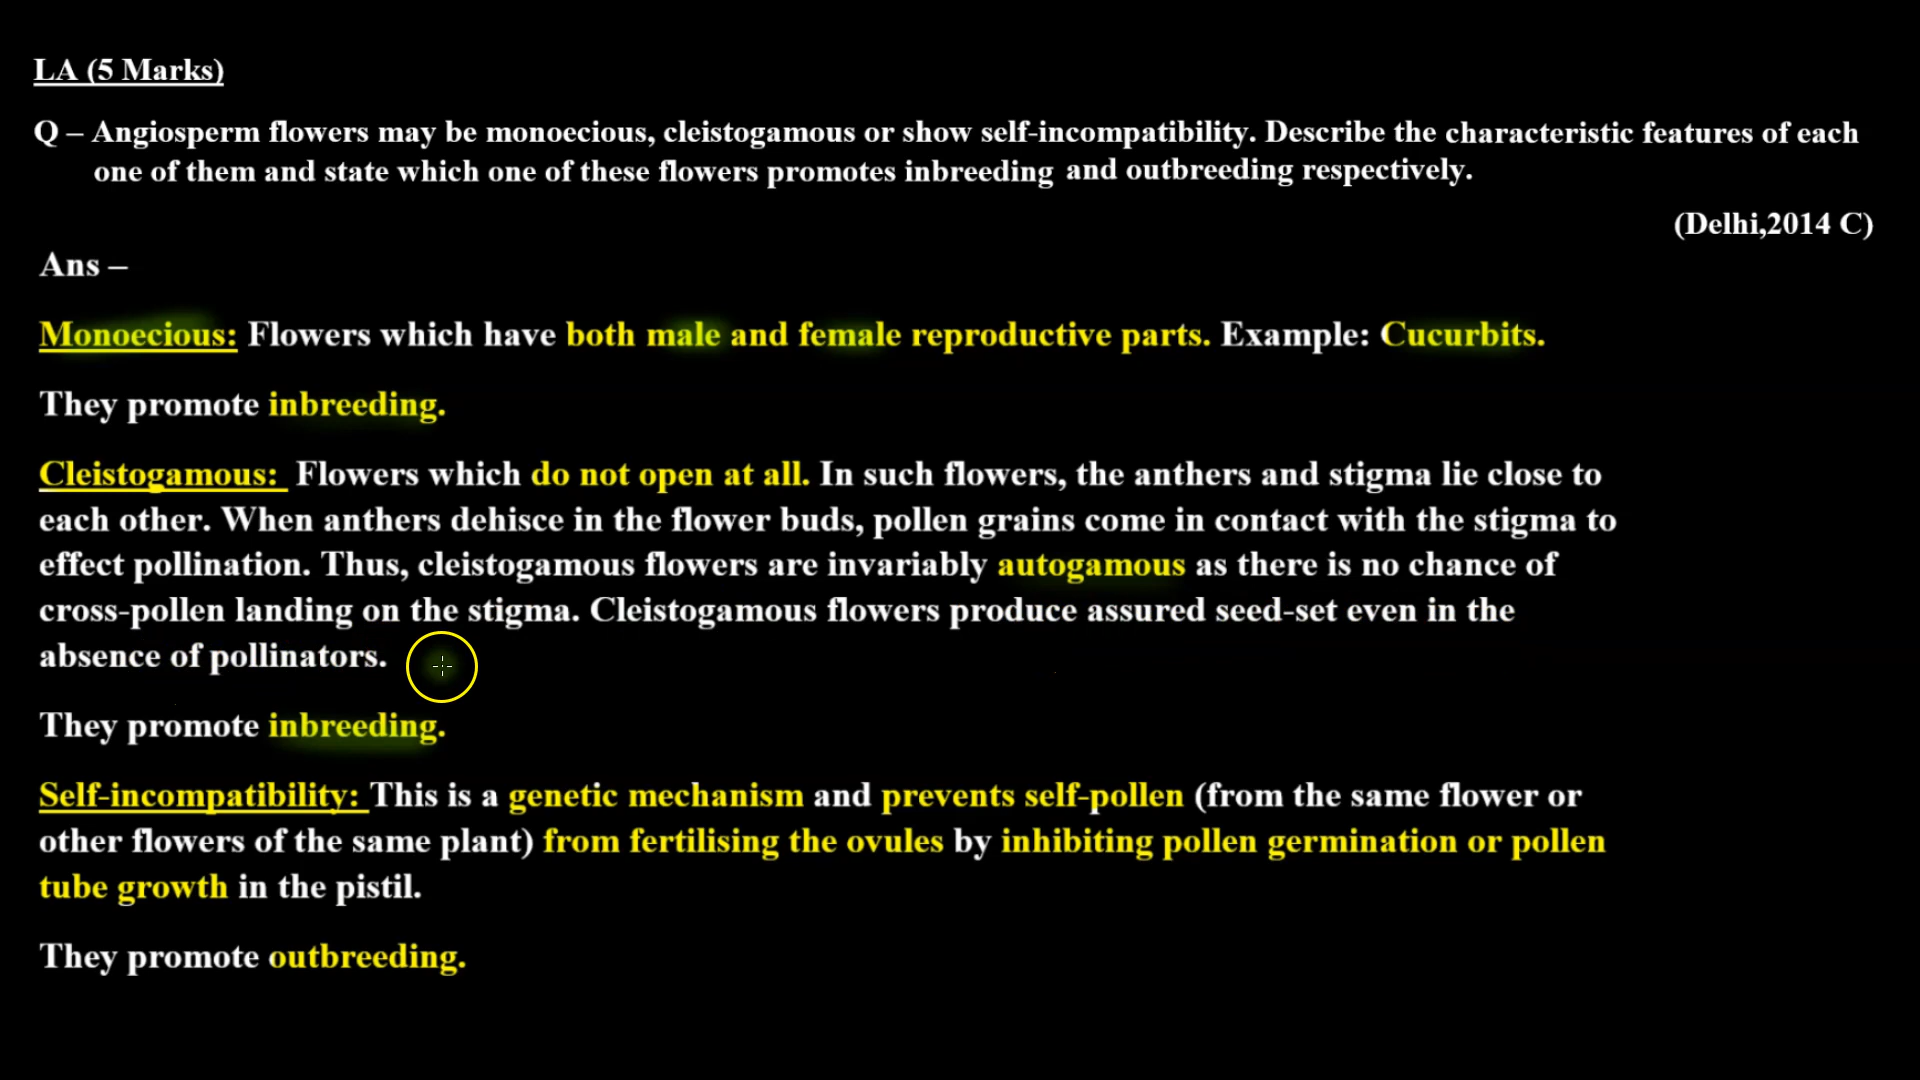 LA (5 Marks)
Q – Angiosperm flowers may be monoecious, cleistogamous or show self-incompatibility. Describe the characteristic features of each
one of them and state which one of these flowers promotes inbreeding and outbreeding respectively.
(Delhi,2014 C)
Ans –
Monoecious: Flowers which have both male and female reproductive parts. Example: Cucurbits.
They promote inbreeding.
Cleistogamous: Flowers which do not open at all. In such flowers, the anthers and stigma lie close to
each other. When anthers dehisce in the flower buds, pollen grains come in contact with the stigma to
effect pollination. Thus, cleistogamous flowers are invariably autogamous as there is no chance of
cross-pollen landing on the stigma. Cleistogamous flowers produce assured seed-set even in the
absence of pollinators.
They promote inbreeding.
Self-incompatibility: This is a genetic mechanism and prevents self-pollen (from the same flower or
other flowers of the same plant) from fertilising the ovules by inhibiting pollen germination or pollen
tube growth in the pistil.
They promote outbreeding.